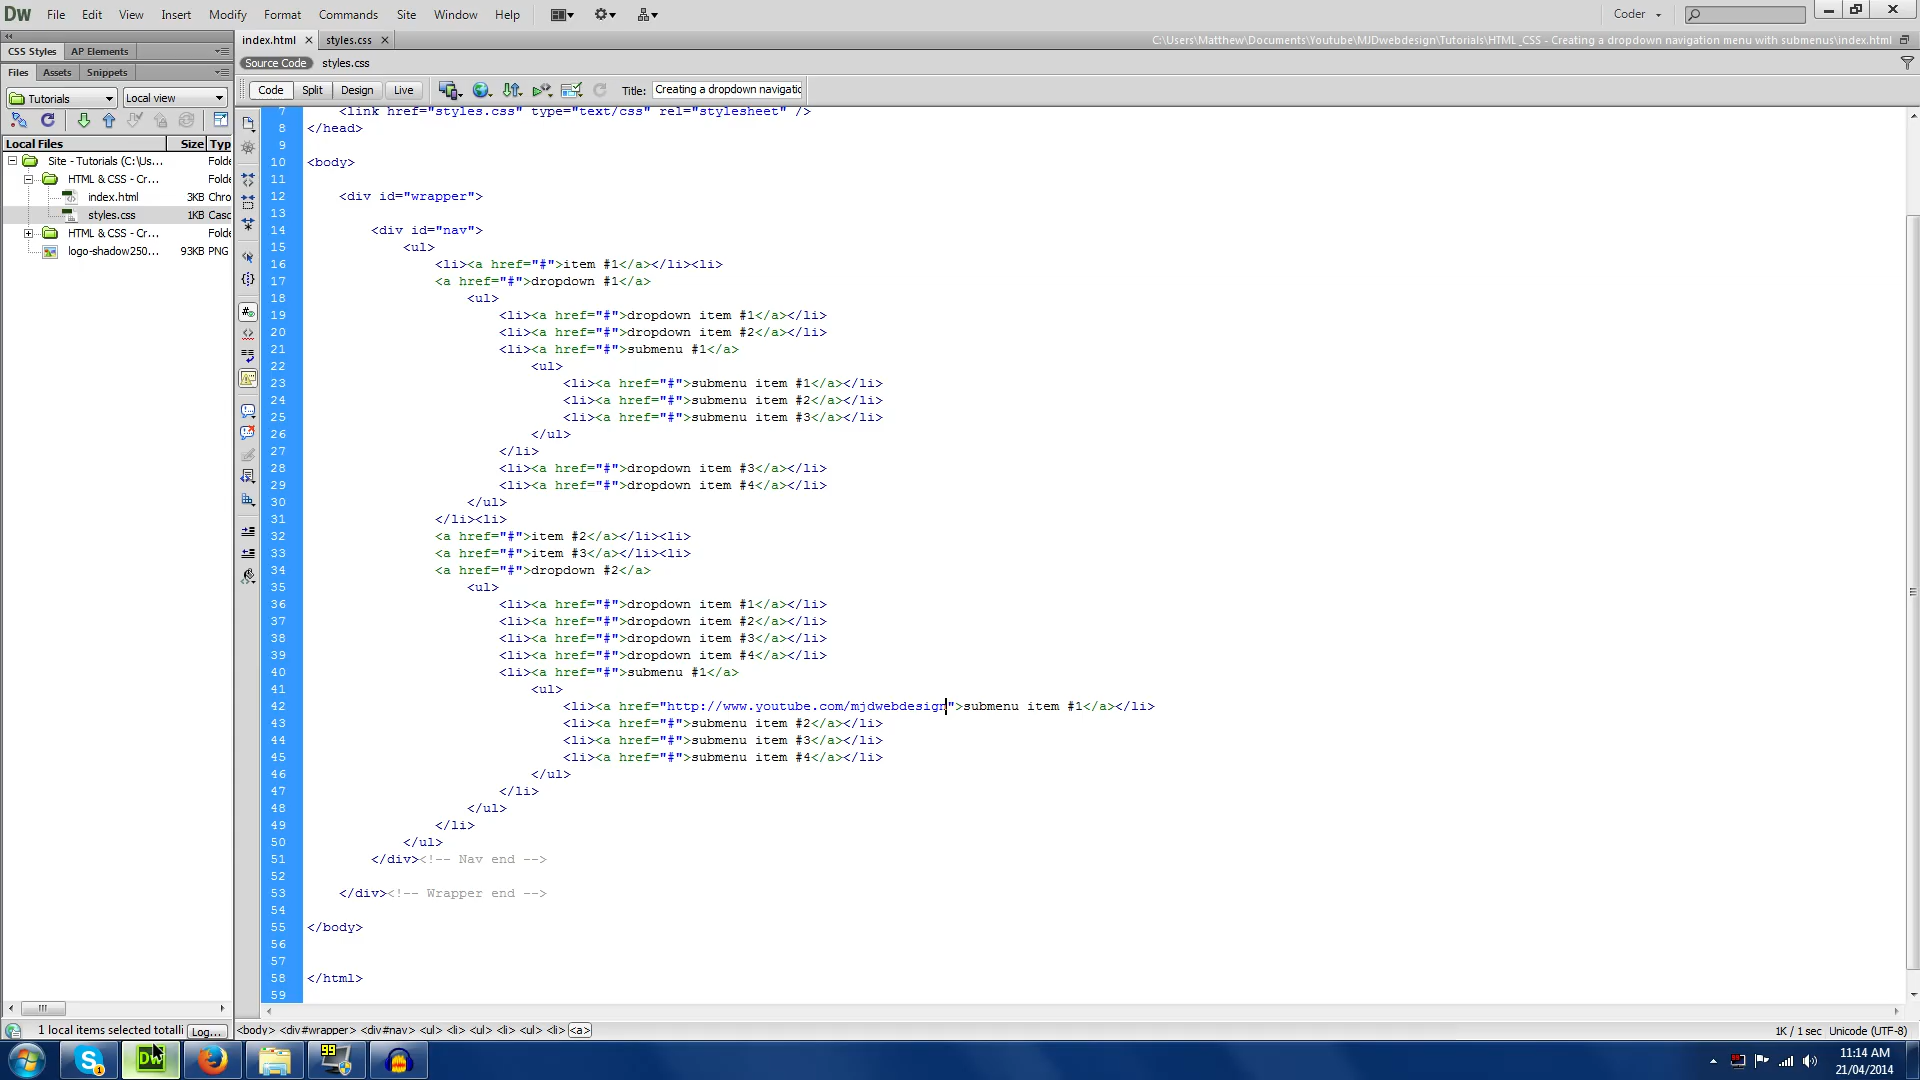 DW File Edit View Insert Modify Format Commands Site Window Help Coder
CSS Styles AP Elements index.html styles.css C:\Users\Matthew\Documents\Youtube\MJDwebdesign\Tutorials\HTML_CSS - Creating a dropdown navigation menu with submenus\index.html
Files Assets Snippets Source Code styles.css
Tutorials Local view Code Split Design Live Title: Creating a dropdown navigatic
Local Files Size Typ
Site - Tutorials (C:\Us... Folde
HTML & CSS - Cr... Folde
index.html 3KB Chro
styles.css 1KB Casc
HTML & CSS - Cr... Folde
logo-shadow250... 93KB PNG
7 <link href="styles.css" type="text/css" rel="stylesheet" />
8 </head>
9
10 <body>
11
12 <div id="wrapper">
13
14 <div id="nav">
15 <ul>
16 <li><a href="#">item #1</a></li><li>
17 <a href="#">dropdown #1</a>
18 <ul>
19 <li><a href="#">dropdown item #1</a></li>
20 <li><a href="#">dropdown item #2</a></li>
21 <li><a href="#">submenu #1</a>
22 <ul>
23 <li><a href="#">submenu item #1</a></li>
24 <li><a href="#">submenu item #2</a></li>
25 <li><a href="#">submenu item #3</a></li>
26 </ul>
27 </li>
28 <li><a href="#">dropdown item #3</a></li>
29 <li><a href="#">dropdown item #4</a></li>
30 </ul>
31 </li><li>
32 <a href="#">item #2</a></li><li>
33 <a href="#">item #3</a></li><li>
34 <a href="#">dropdown #2</a>
35 <ul>
36 <li><a href="#">dropdown item #1</a></li>
37 <li><a href="#">dropdown item #2</a></li>
38 <li><a href="#">dropdown item #3</a></li>
39 <li><a href="#">dropdown item #4</a></li>
40 <li><a href="#">submenu #1</a>
41 <ul>
42 <li><a href="http://www.youtube.com/mjdwebdesign">submenu item #1</a></li>
43 <li><a href="#">submenu item #2</a></li>
44 <li><a href="#">submenu item #3</a></li>
45 <li><a href="#">submenu item #4</a></li>
46 </ul>
47 </li>
48 </ul>
49 </li>
50 </ul>
51 </div><!-- Nav end -->
52
53 </div><!-- Wrapper end -->
54
55 </body>
56
57
58 </html>
59
1 local items selected totalli Log... <body> <div#wrapper> <div#nav> <ul> <li> <ul> <li> <ul> <li> <a> 1K / 1 sec Unicode (UTF-8)
S 1 Dw 99 11:14 AM
21/04/2014